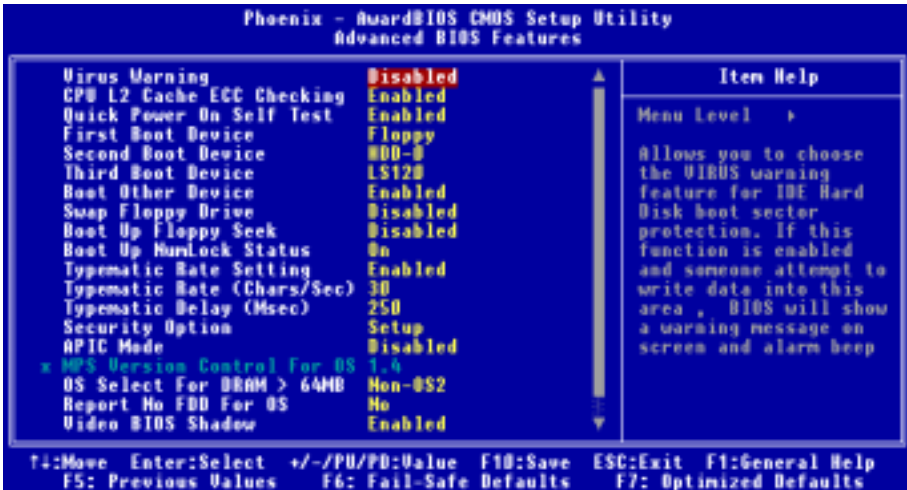 Phoenix - AwardBIOS CMOS Setup Utility
Advanced BIOS Features
Virus Warning Disabled
CPU L2 Cache ECC Checking Enabled
Quick Power On Self Test Enabled
First Boot Device Floppy
Second Boot Device HDD-0
Third Boot Device LS120
Boot Other Device Enabled
Swap Floppy Drive Disabled
Boot Up Floppy Seek Disabled
Boot Up NumLock Status On
Typematic Rate Setting Enabled
Typematic Rate (Chars/Sec) 30
Typematic Delay (Msec) 250
Security Option Setup
APIC Mode Disabled
x MPS Version Control For OS 1.4
OS Select For DRAM > 64MB Non-OS2
Report No FDD For OS No
Video BIOS Shadow Enabled
Item Help
Menu Level
Allows you to choose
the VIRUS warning
feature for IDE Hard
Disk boot sector
protection. If this
function is enabled
and someone attempt to
write data into this
area , BIOS will show
a warning message on
screen and alarm beep
↑↓:Move Enter:Select +/-/PU/PD:Value F10:Save ESC:Exit F1:General Help
F5: Previous Values F6: Fail-Safe Defaults F7: Optimized Defaults